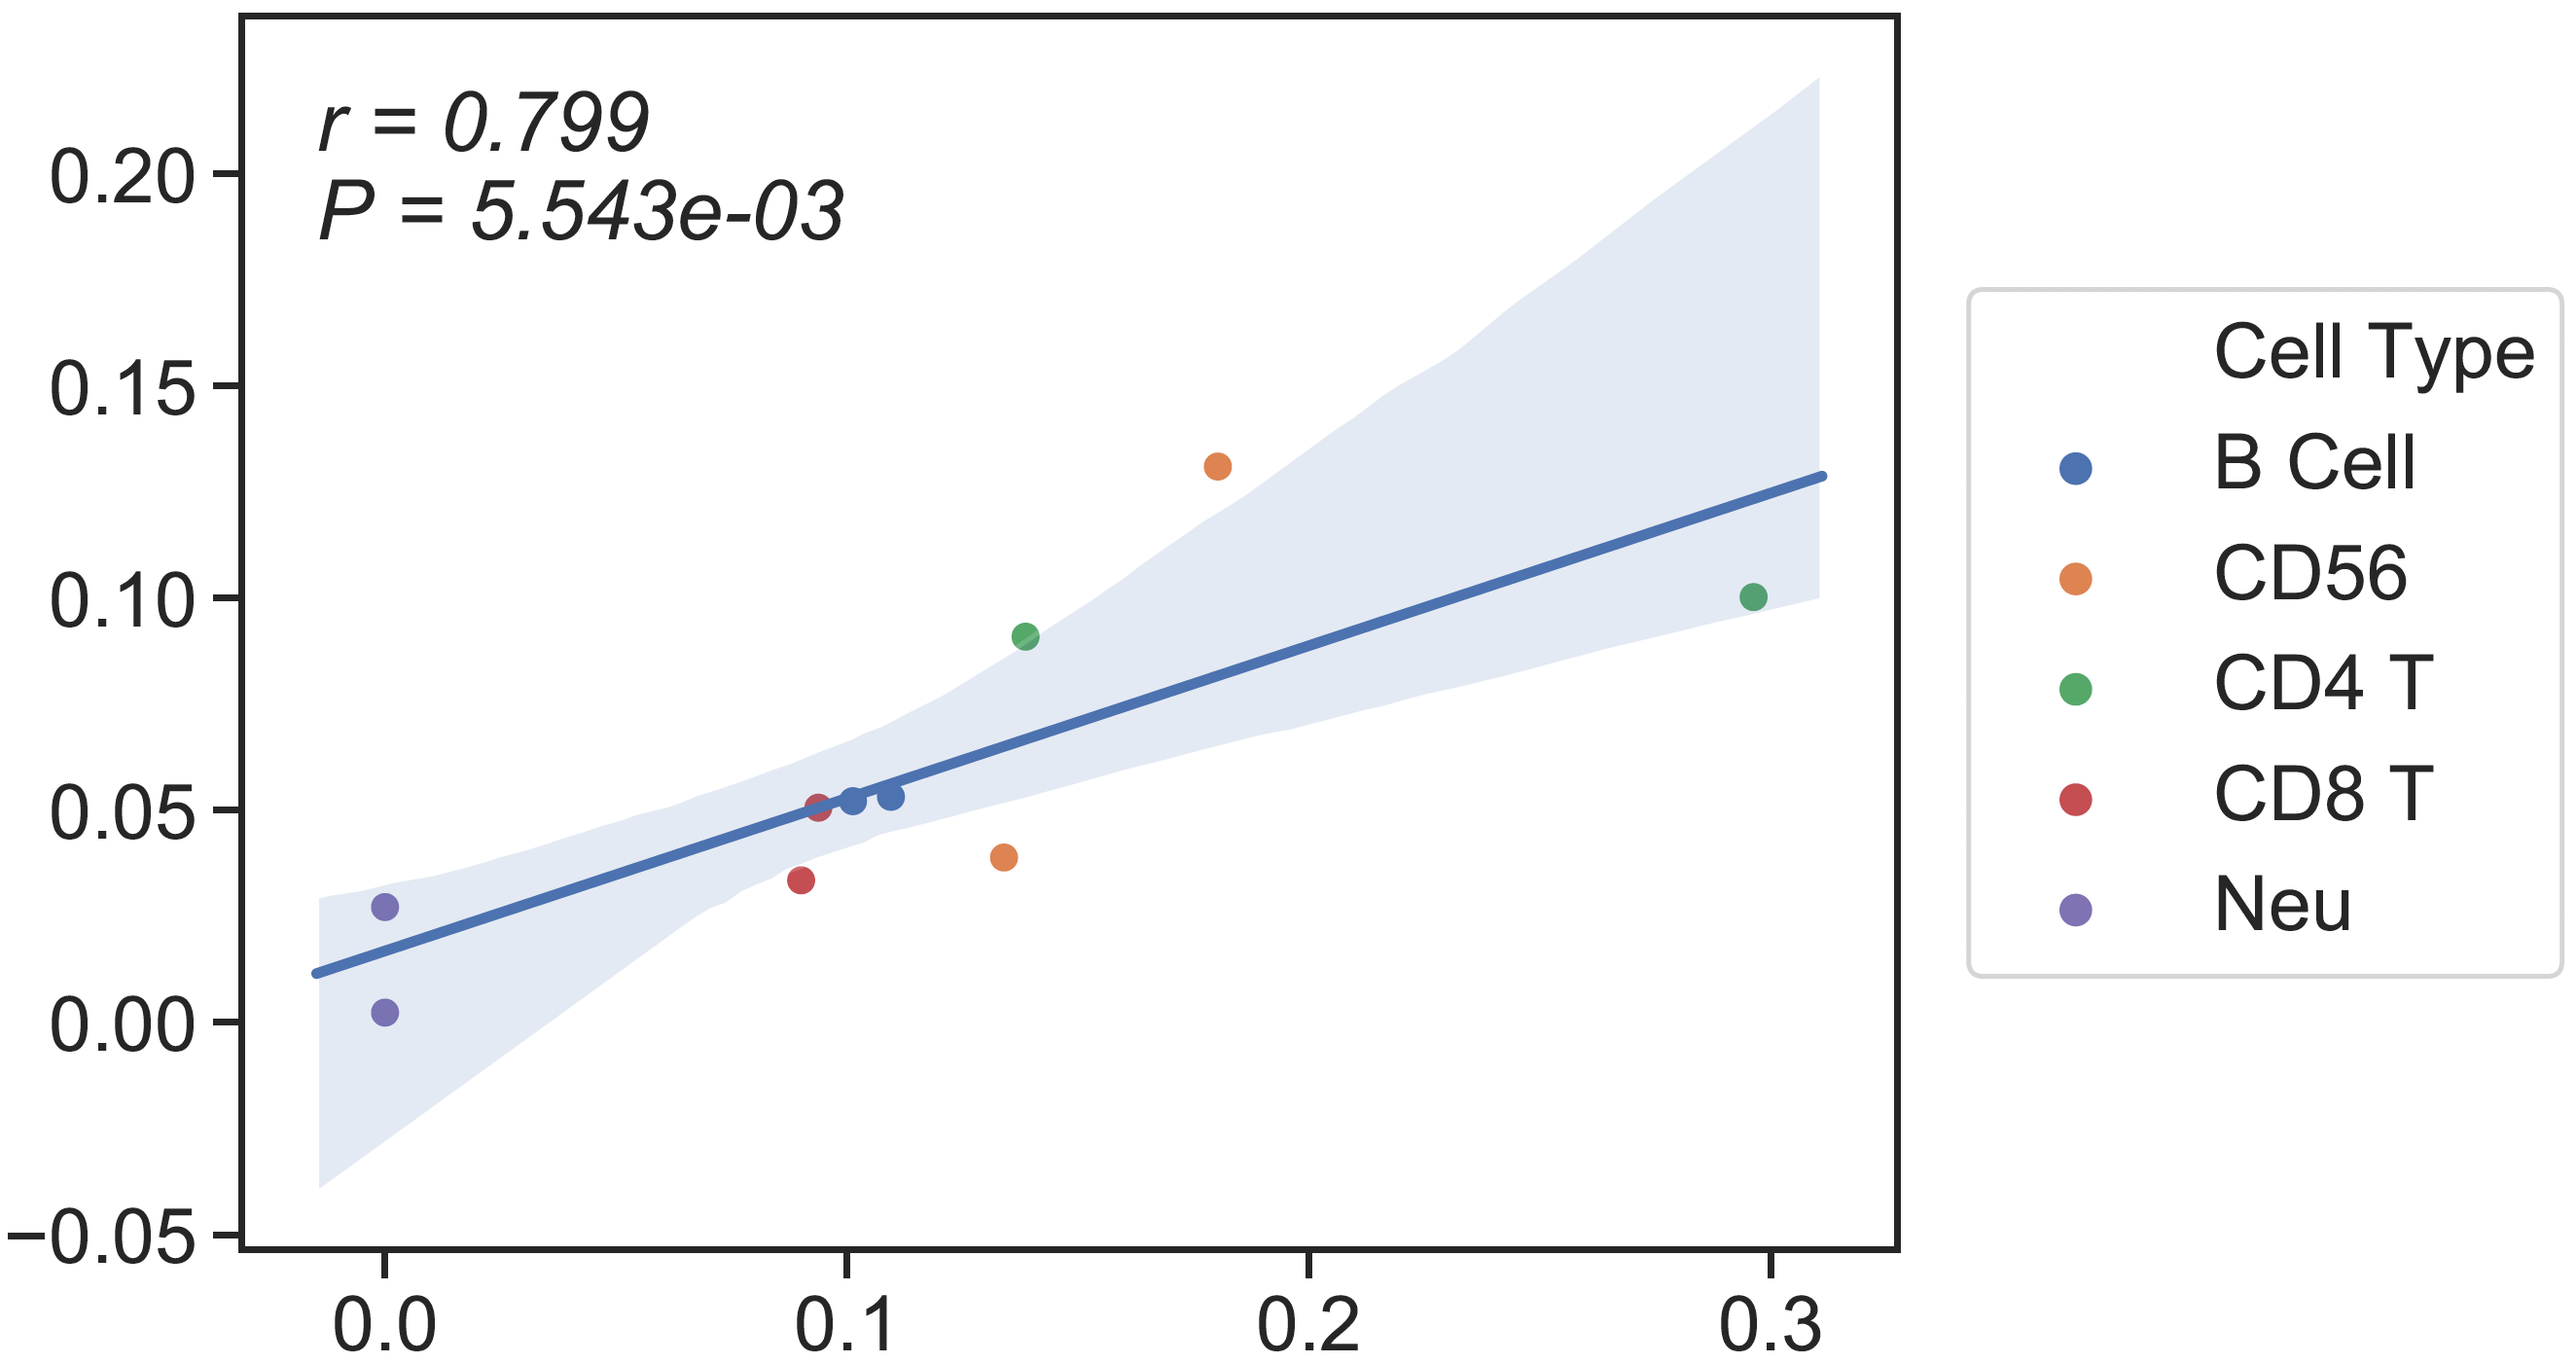 r = 0.799
P = 5.543e-03
0.20
0.15
0.10
0.05
0.00
−0.05
0.0 0.1 0.2 0.3
Cell Type
B Cell
CD56
CD4 T
CD8 T
Neu